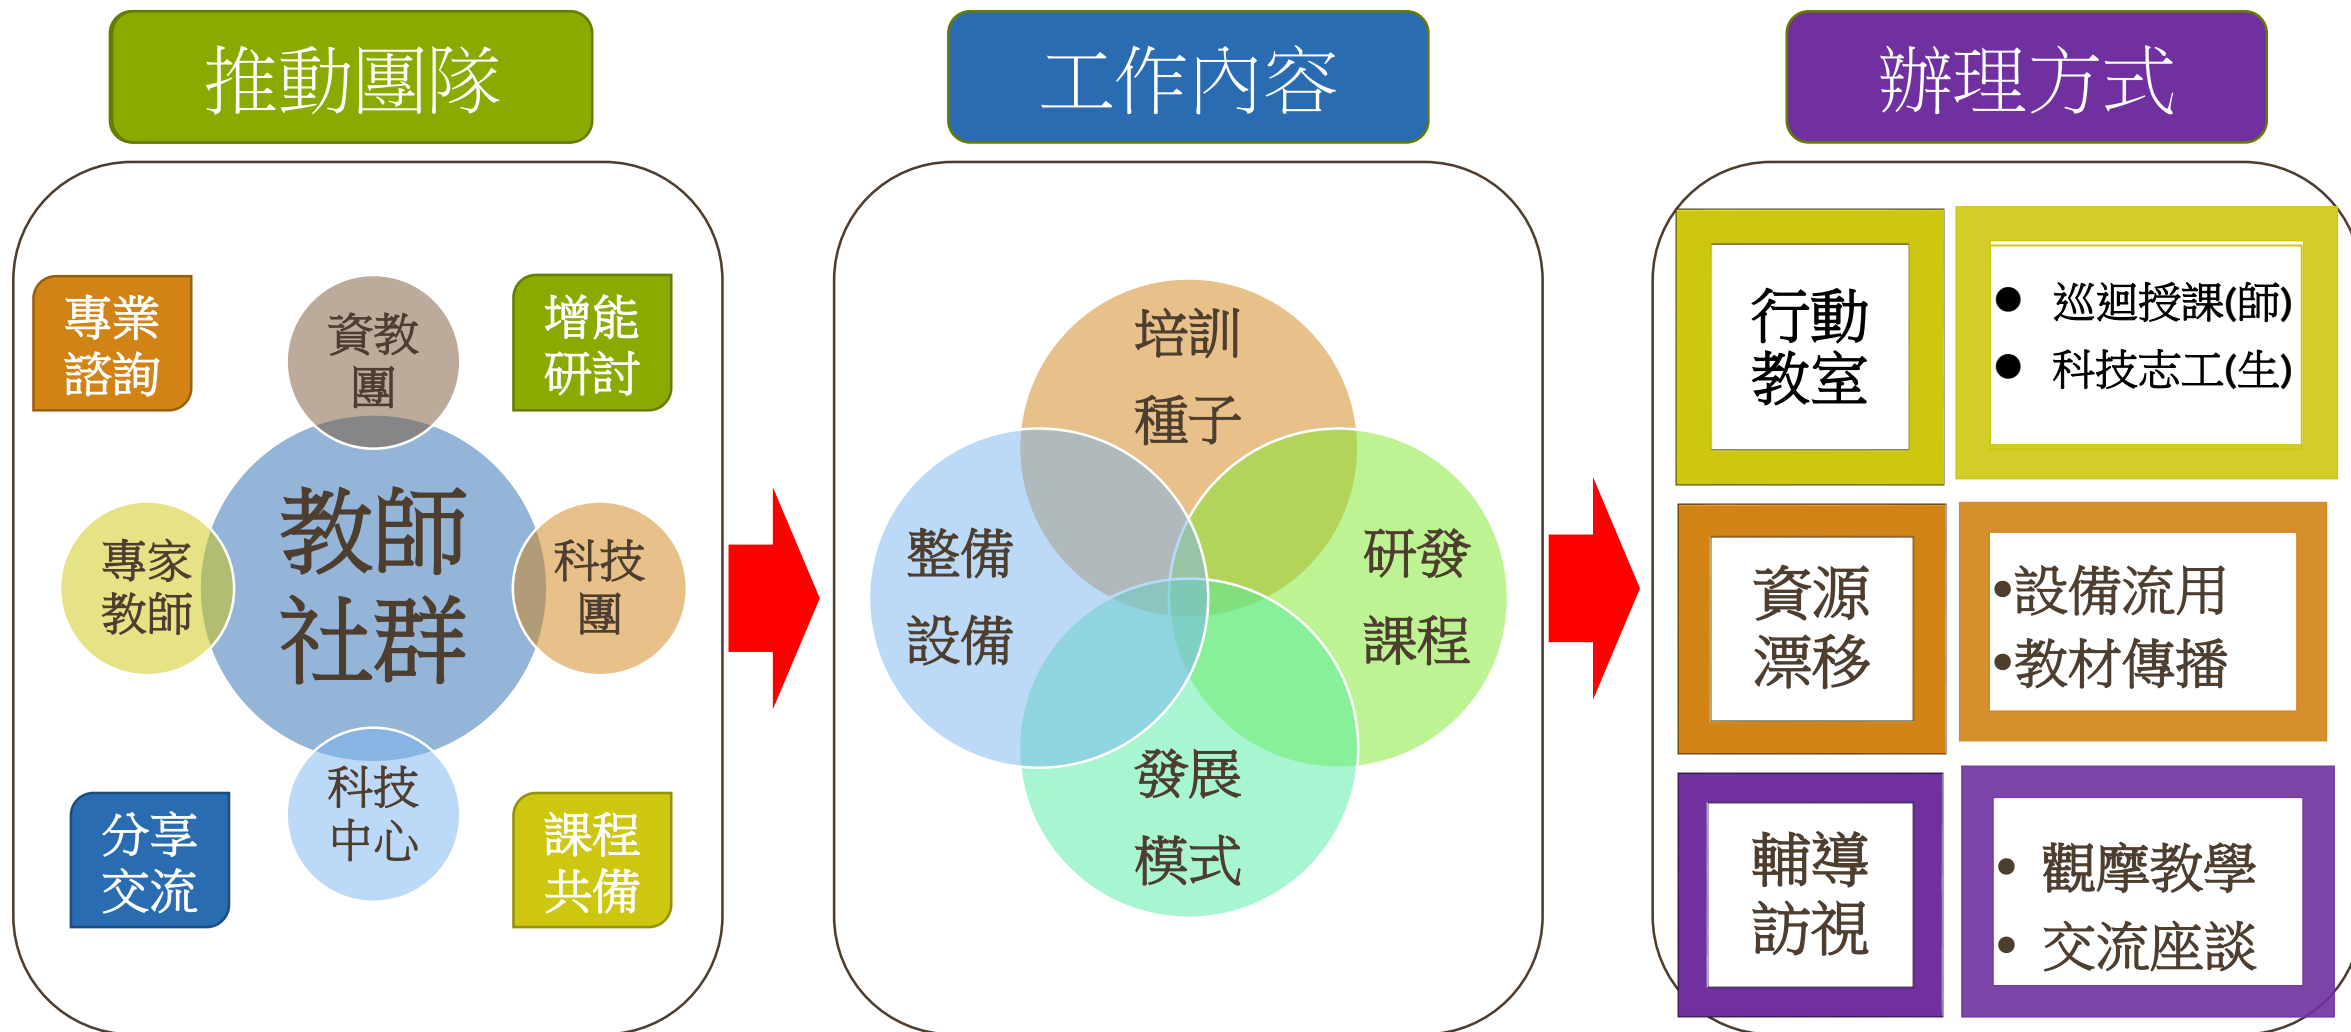 推動團隊
專業
諮詢
資教
團
增能
研討
專家
教師
教師
社群
科技
團
分享
交流
科技
中心
課程
共備
工作內容
培訓
種子
整備
設備
研發
課程
發展
模式
辦理方式
行動
教室
● 巡迴授課(師)
● 科技志工(生)
資源
漂移
•設備流用
•教材傳播
輔導
訪視
• 觀摩教學
• 交流座談